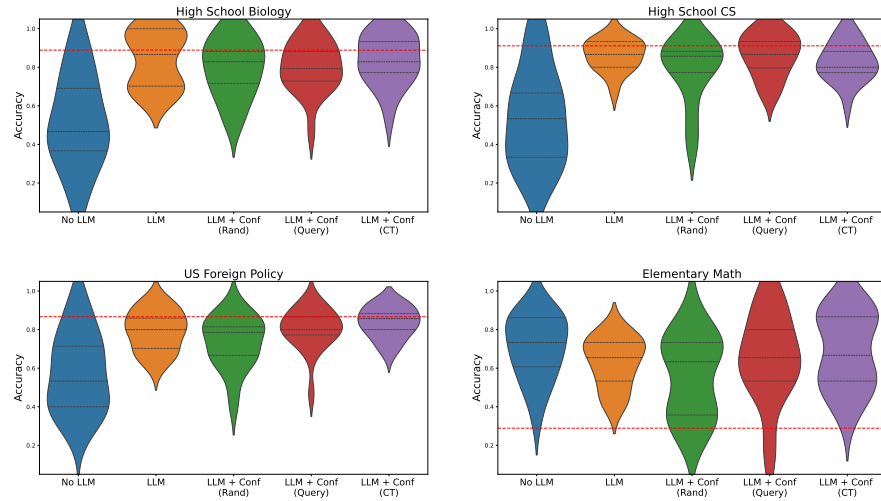 High School Biology
Accuracy
1.0
0.8
0.6
0.4
0.2
No LLM
LLM
LLM + Conf
(Rand)
LLM + Conf
(Query)
LLM + Conf
(CT)
High School CS
Accuracy
1.0
0.8
0.6
0.4
0.2
No LLM
LLM
LLM + Conf
(Rand)
LLM + Conf
(Query)
LLM + Conf
(CT)
US Foreign Policy
Accuracy
1.0
0.8
0.6
0.4
0.2
No LLM
LLM
LLM + Conf
(Rand)
LLM + Conf
(Query)
LLM + Conf
(CT)
Elementary Math
Accuracy
1.0
0.8
0.6
0.4
0.2
No LLM
LLM
LLM + Conf
(Rand)
LLM + Conf
(Query)
LLM + Conf
(CT)